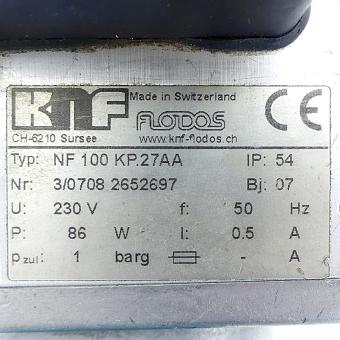 KNF Made in Switzerland CE
FLODOS
CH-6210 Sursee www.knf-flodos.ch
Typ: NF 100 KP.27AA IP: 54
Nr: 3/0708 2652697 Bj: 07
U: 230 V f: 50 Hz
P: 86 W I: 0.5 A
pzul: 1 barg - A